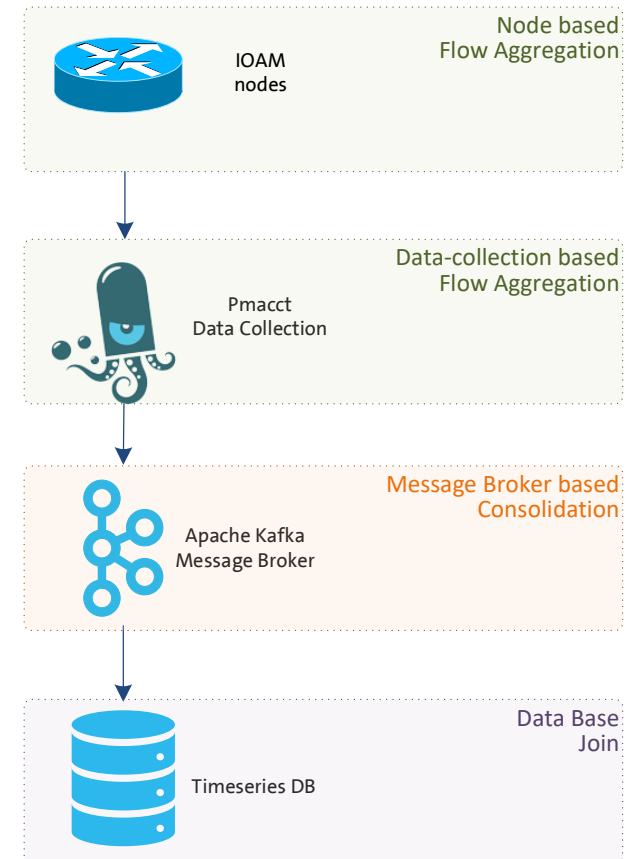 Node based
Flow Aggregation
IOAM
nodes
Data-collection based
Flow Aggregation
Pmacct
Data Collection
Message Broker based
Consolidation
Apache Kafka
Message Broker
Data Base
Join
Timeseries DB